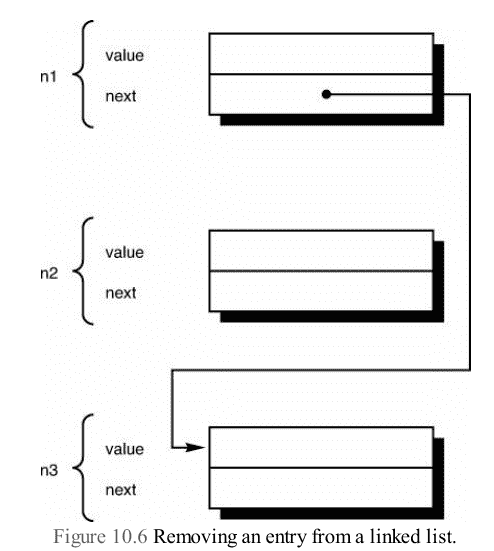 value
n1
next
value
n2
next
value
n3
next
Figure 10.6 Removing an entry from a linked list.